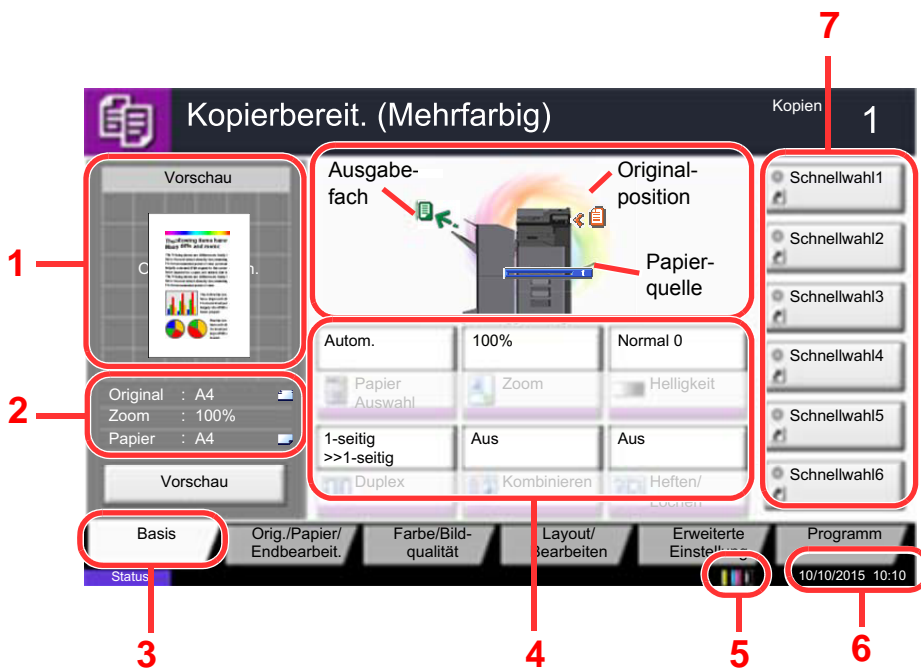 7
Kopierbereit. (Mehrfarbig)
Kopien
1
Vorschau
Ausgabe-
fach
Original-
position
Papier-
quelle
1
Schnellwahl1
Schnellwahl2
Schnellwahl3
Schnellwahl4
Schnellwahl5
Schnellwahl6
2
Original : A4
Zoom : 100%
Papier : A4
Vorschau
Autom.
Papier
Auswahl
100%
Zoom
Normal 0
Helligkeit
1-seitig
>>1-seitig
Duplex
Aus
Kombinieren
Aus
Heften/
Lochen
Basis
Orig./Papier/
Endbearbeit.
Farbe/Bild-
qualität
Layout/
Bearbeiten
Erweiterte
Einstellung
Programm
Status
10/10/2015 10:10
3
4
5
6